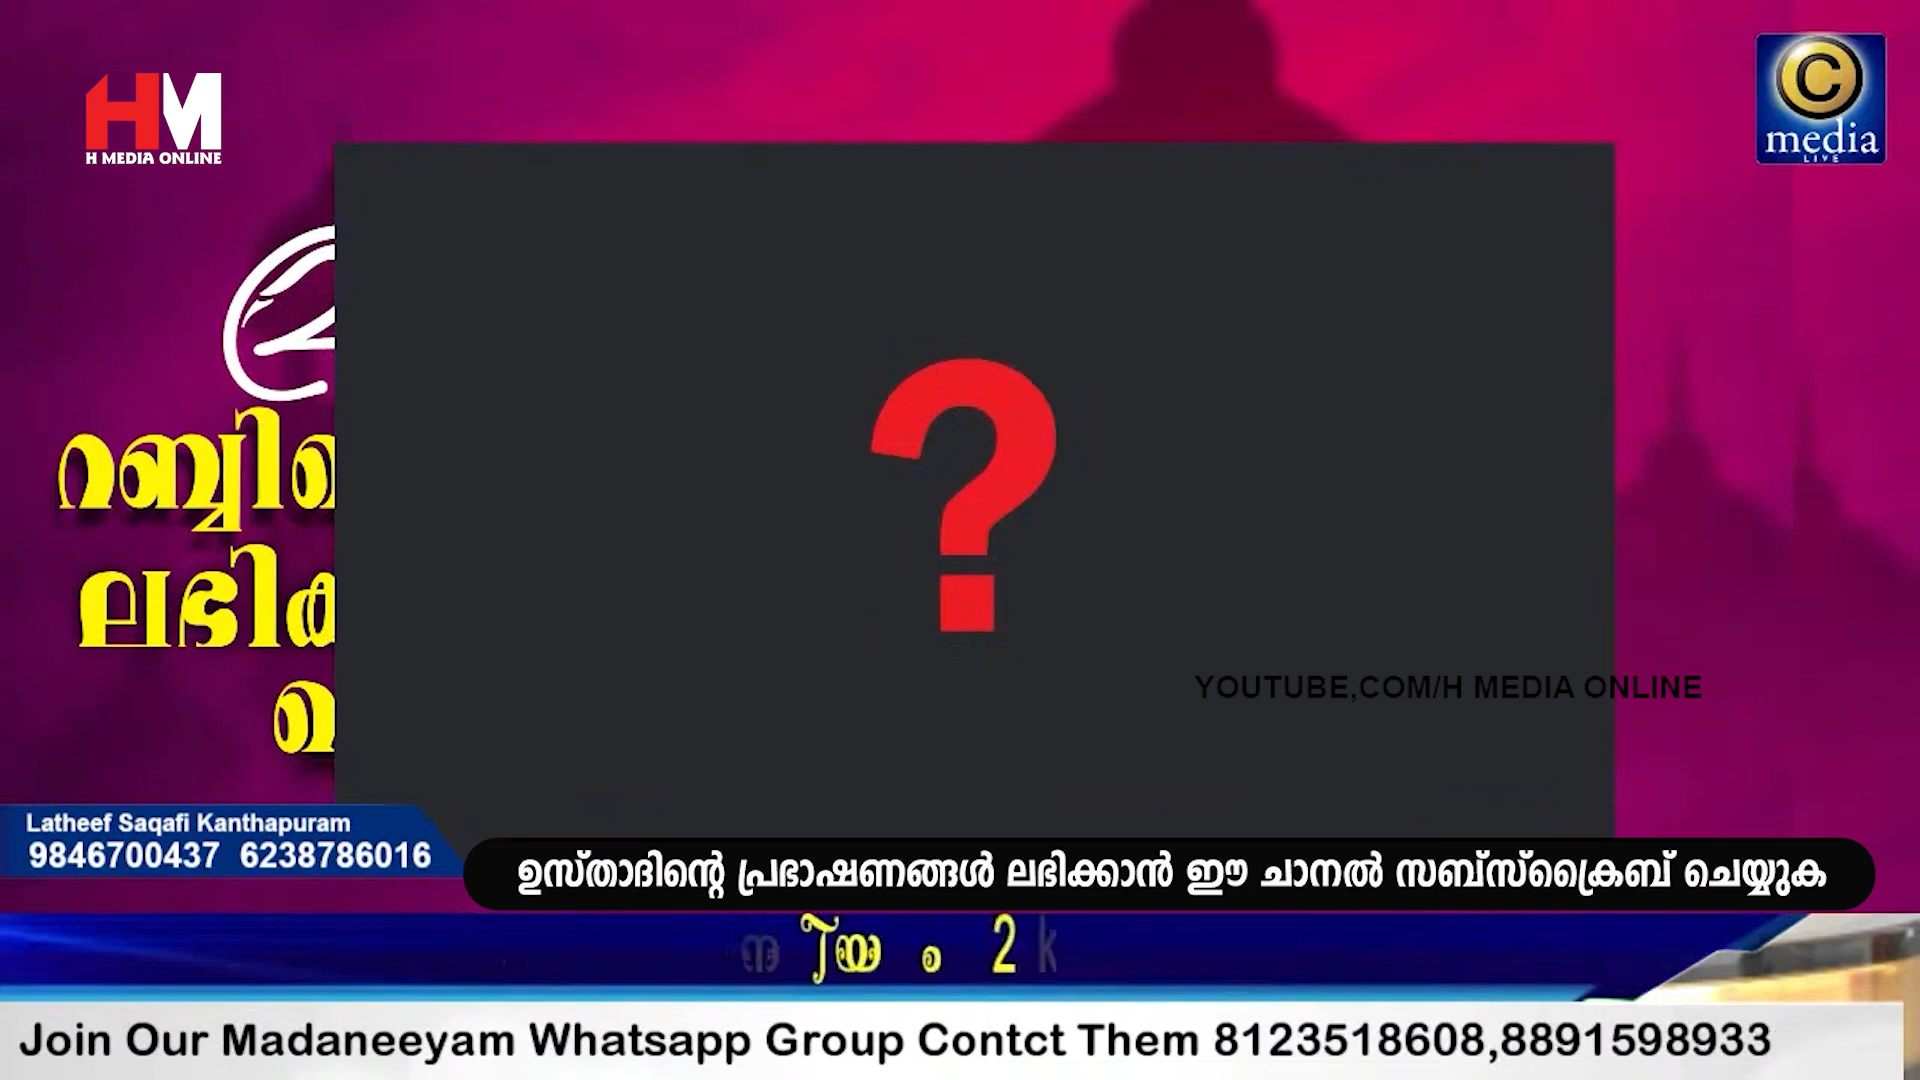 HM
H MEDIA ONLINE
C
media
LIVE
?
YOUTUBE,COM/H MEDIA ONLINE
Latheef Saqafi Kanthapuram
9846700437 6238786016
ഉസ്താദിന്റെ പ്രഭാഷണങ്ങൾ ലഭിക്കാൻ ഈ ചാനൽ സബ്സ്ക്രൈബ് ചെയ്യുക
Join Our Madaneeyam Whatsapp Group Contct Them 8123518608,8891598933